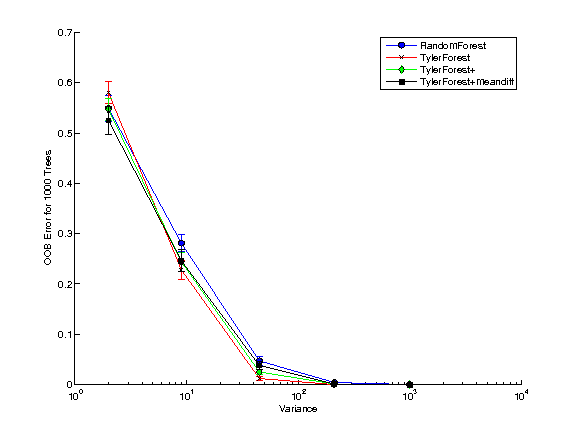 0.7
RandomForest
TylerForest
TylerForest+
TylerForest+Meandiff
0.6
0.5
0.4
0.3
0.2
0.1
0
OOB Error for 1000 Trees
10^0
10^1
10^2
10^3
10^4
Variance